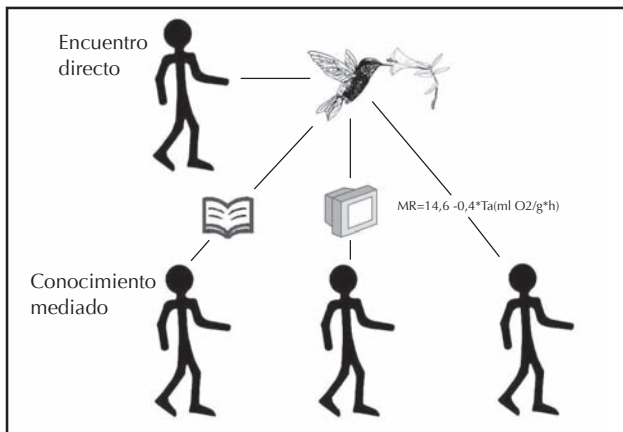 Encuentro
directo
MR=14,6 -0,4*Ta(ml O2/g*h)
Conocimiento
mediado